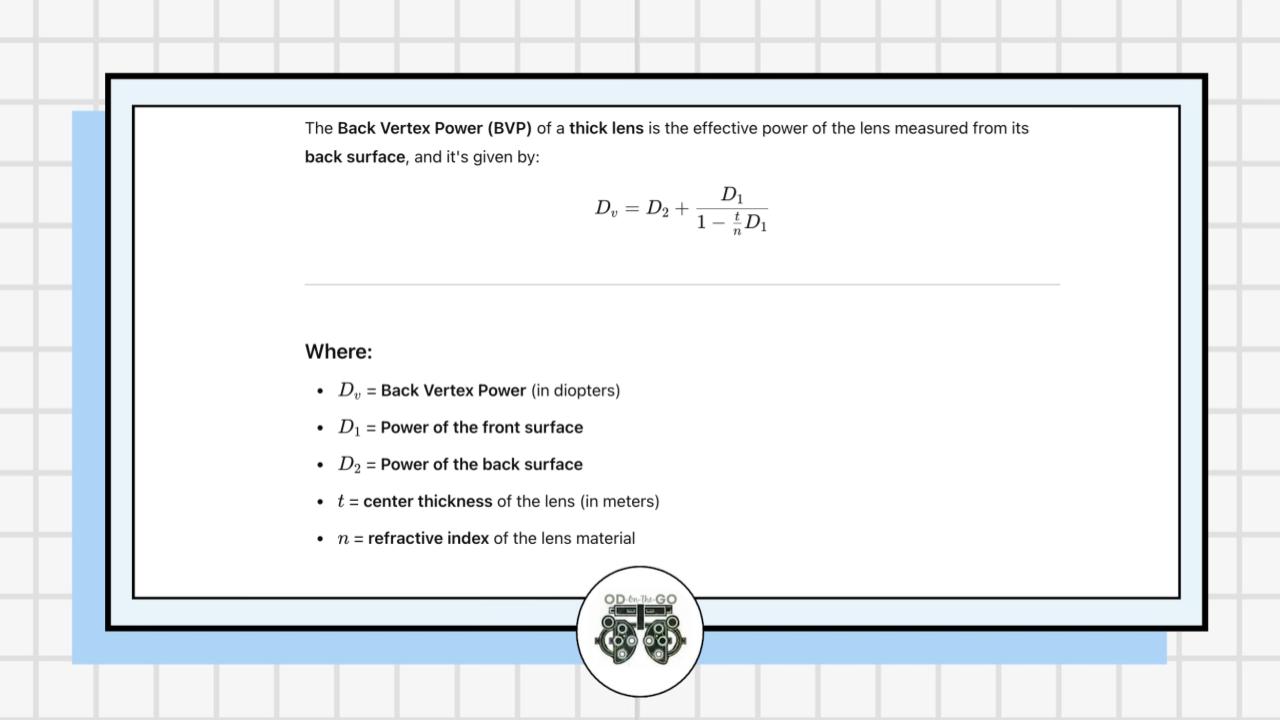 The Back Vertex Power (BVP) of a thick lens is the effective power of the lens measured from its
back surface, and it's given by:
D_v = D_2 + \frac{D_1}{1 - \frac{t}{n} D_1}
Where:
• D_v = Back Vertex Power (in diopters)
• D_1 = Power of the front surface
• D_2 = Power of the back surface
• t = center thickness of the lens (in meters)
• n = refractive index of the lens material
OD-On-The-GO